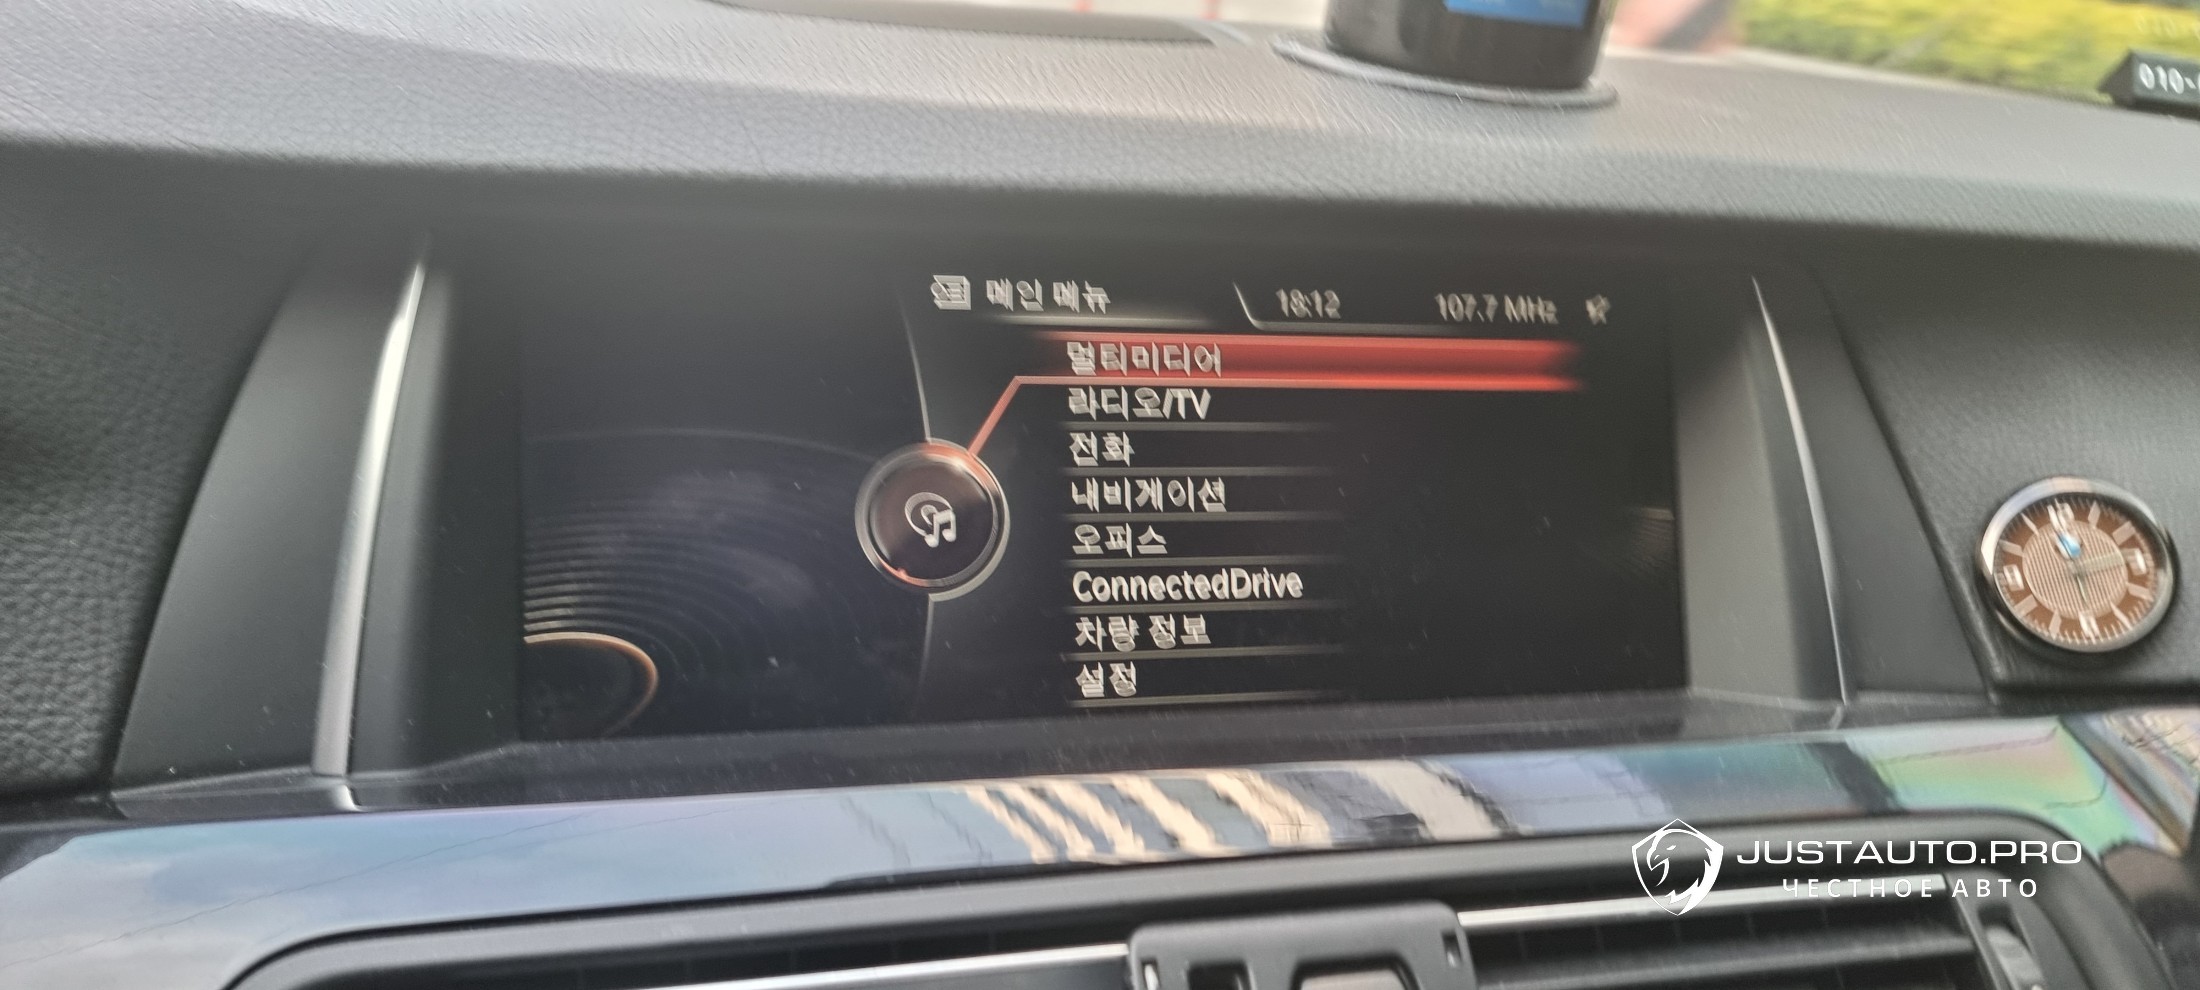 010-
메인 메뉴 18:12 107.7 MHz
멀티미디어
라디오/TV
전화
내비게이션
오피스
ConnectedDrive
차량 정보
설정
12
JUSTAUTO.PRO
ЧЕСТНОЕ АВТО